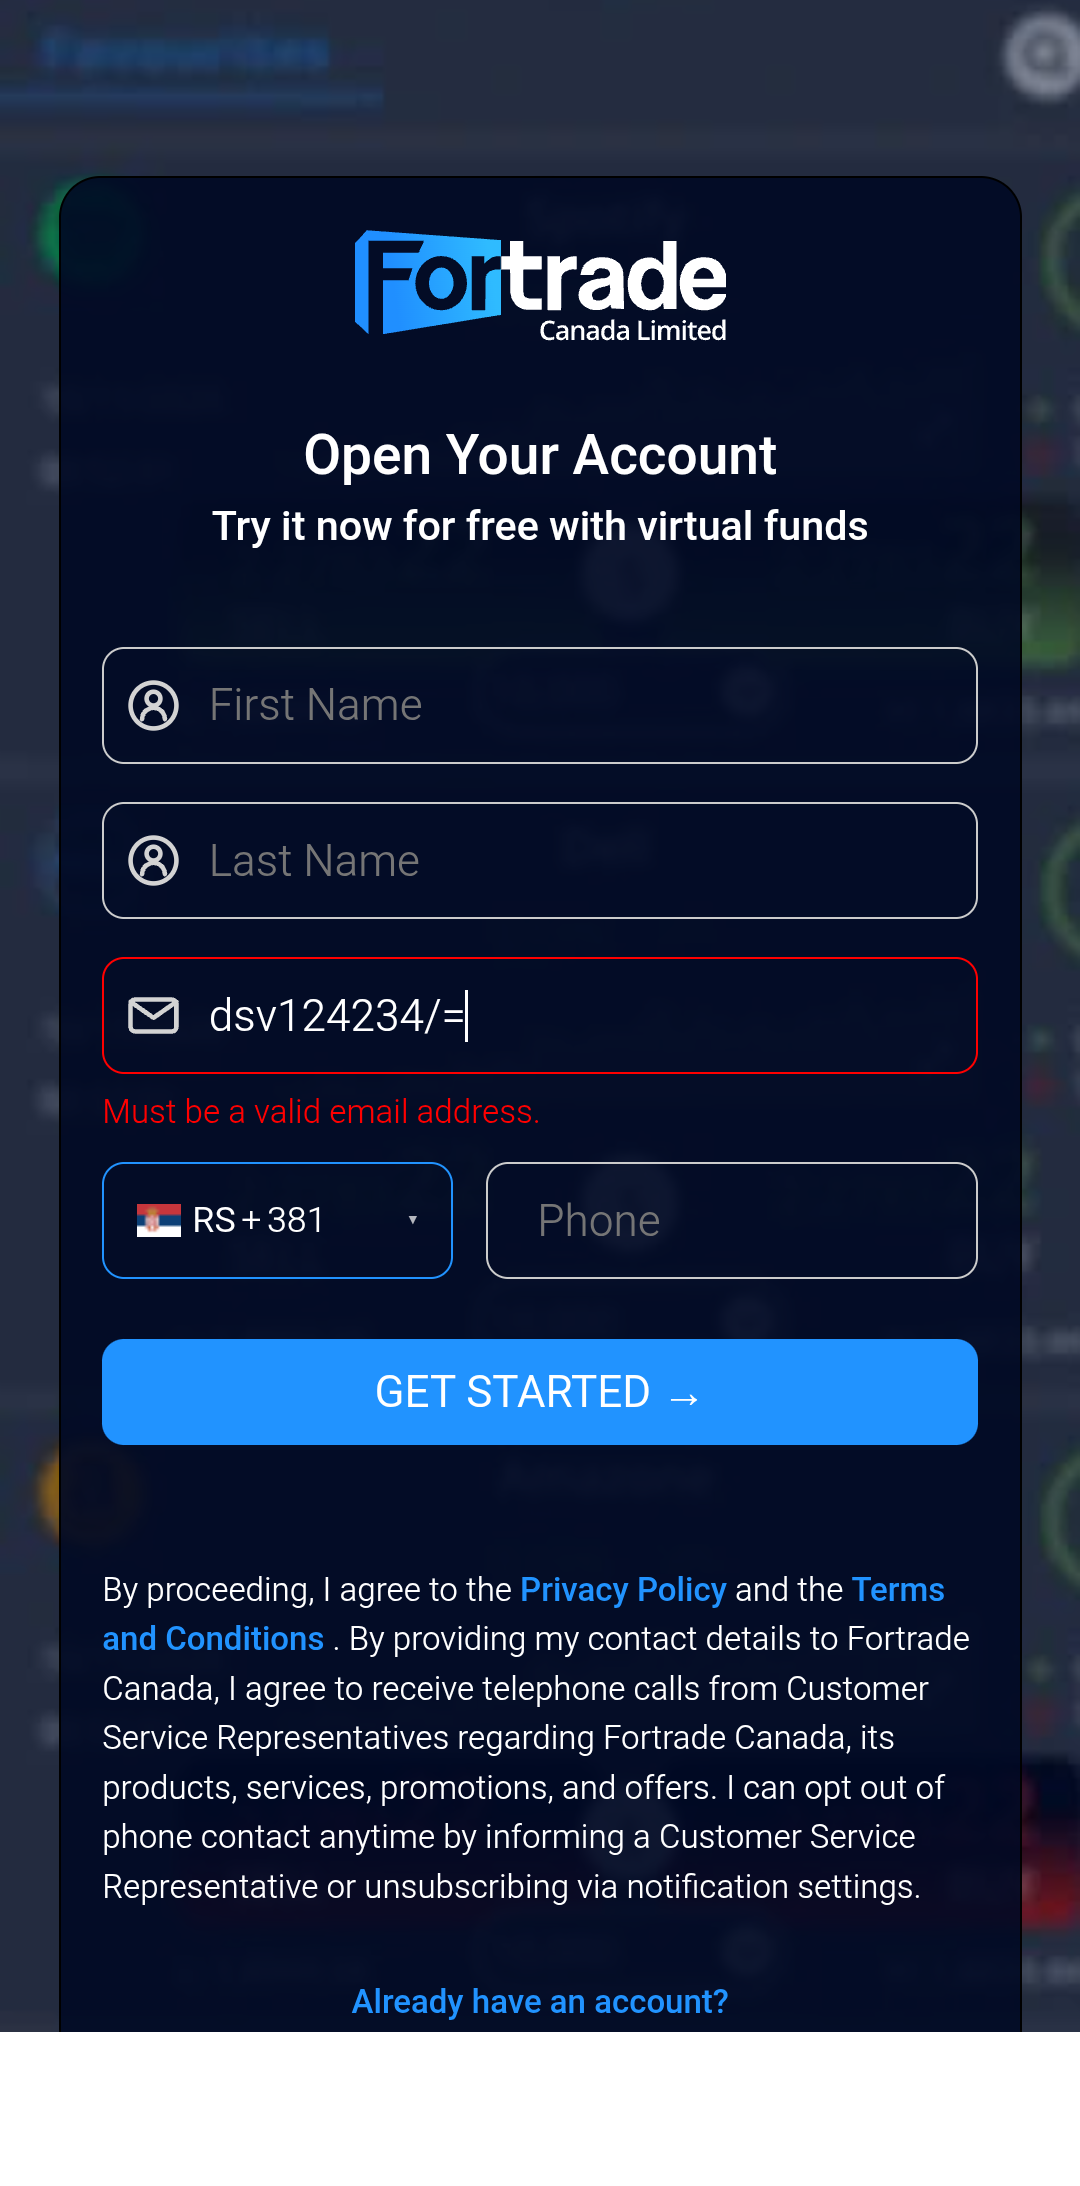 Favourites
Fortrade
Canada Limited
Open Your Account
Try it now for free with virtual funds
First Name
Last Name
dsv124234/=
Must be a valid email address.
RS + 381 ▼
Phone
GET STARTED →
By proceeding, I agree to the Privacy Policy and the Terms
and Conditions . By providing my contact details to Fortrade
Canada, I agree to receive telephone calls from Customer
Service Representatives regarding Fortrade Canada, its
products, services, promotions, and offers. I can opt out of
phone contact anytime by informing a Customer Service
Representative or unsubscribing via notification settings.
Already have an account?